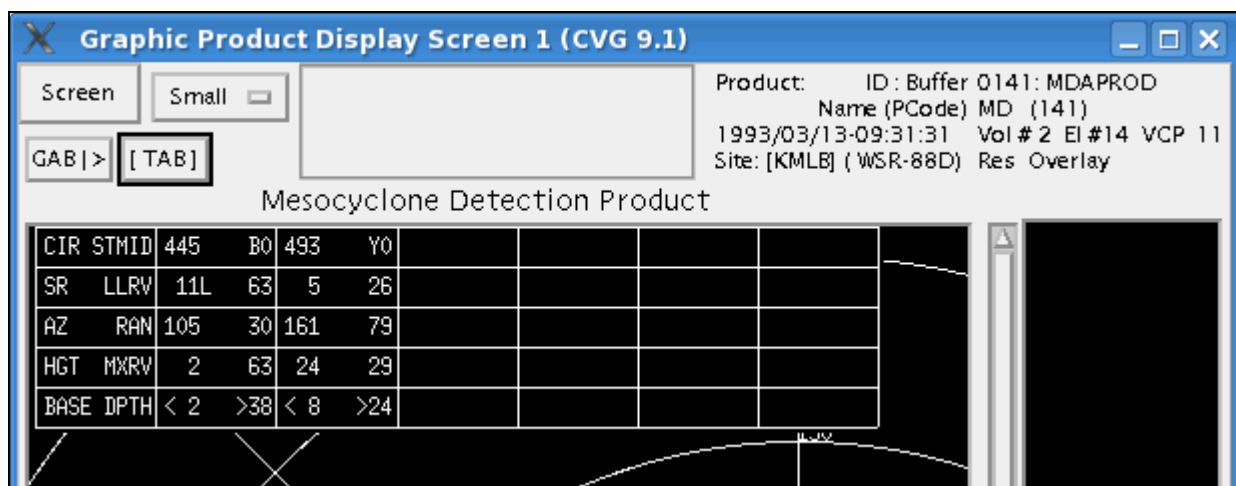 Graphic Product Display Screen 1 (CVG 9.1)
Screen Small
GAB|> [TAB]
Product: ID : Buffer 0141: MDAPROD
Name (PCode) MD (141)
1993/03/13-09:31:31 Vol # 2 El #14 VCP 11
Site: [KMLB] ( WSR-88D) Res Overlay
Mesocyclone Detection Product
CIR STMID 445 B0 493 Y0
SR LLRV 11L 63 5 26
AZ RAN 105 30 161 79
HGT MXRV 2 63 24 29
BASE DPTH < 2 >38 < 8 >24